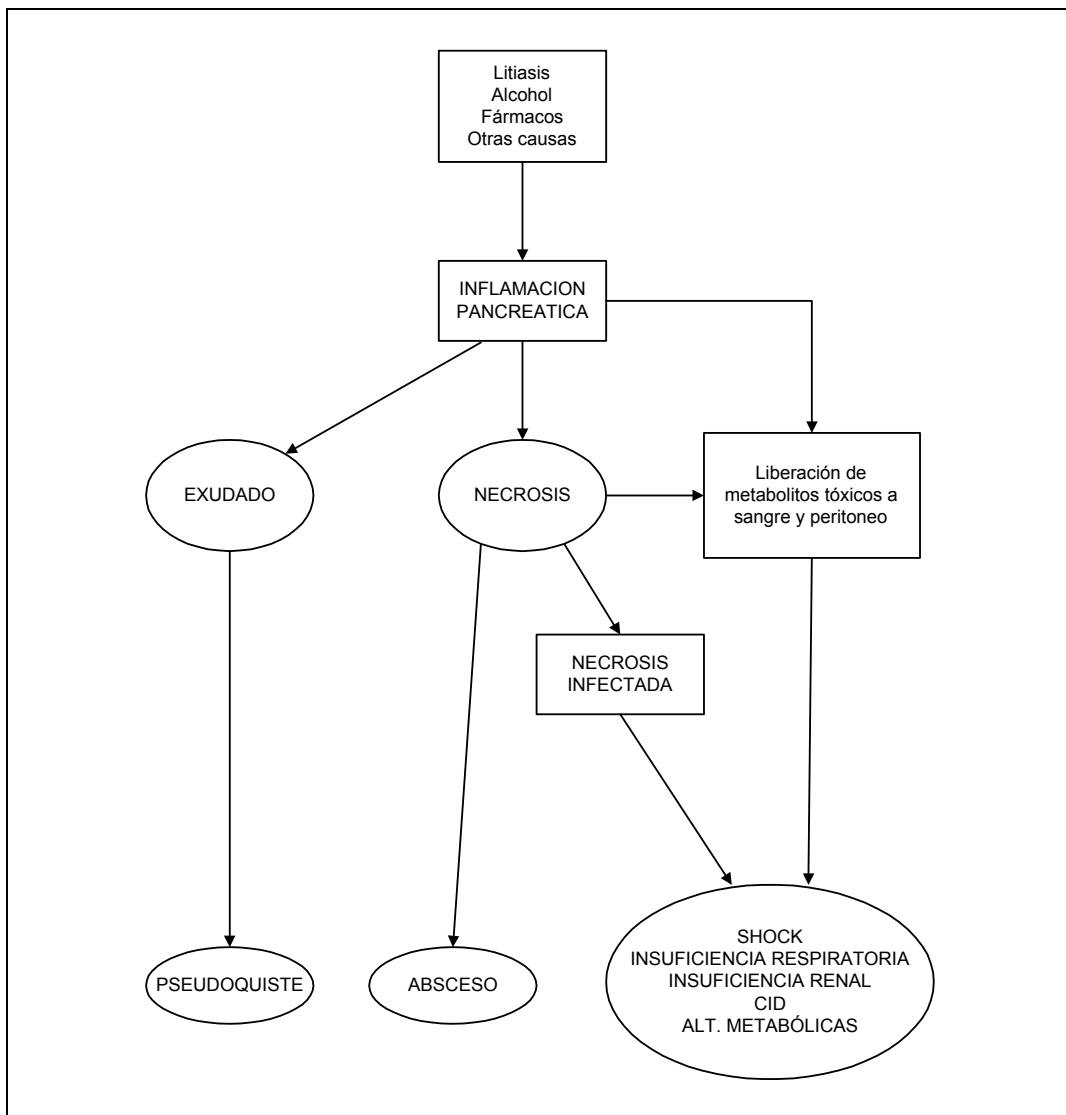 Litiasis
Alcohol
Fármacos
Otras causas
INFLAMACION
PANCREATICA
EXUDADO
NECROSIS
Liberación de
metabolitos tóxicos a
sangre y peritoneo
NECROSIS
INFECTADA
PSEUDOQUISTE
ABSCESO
SHOCK
INSUFICIENCIA RESPIRATORIA
INSUFICIENCIA RENAL
CID
ALT. METABÓLICAS